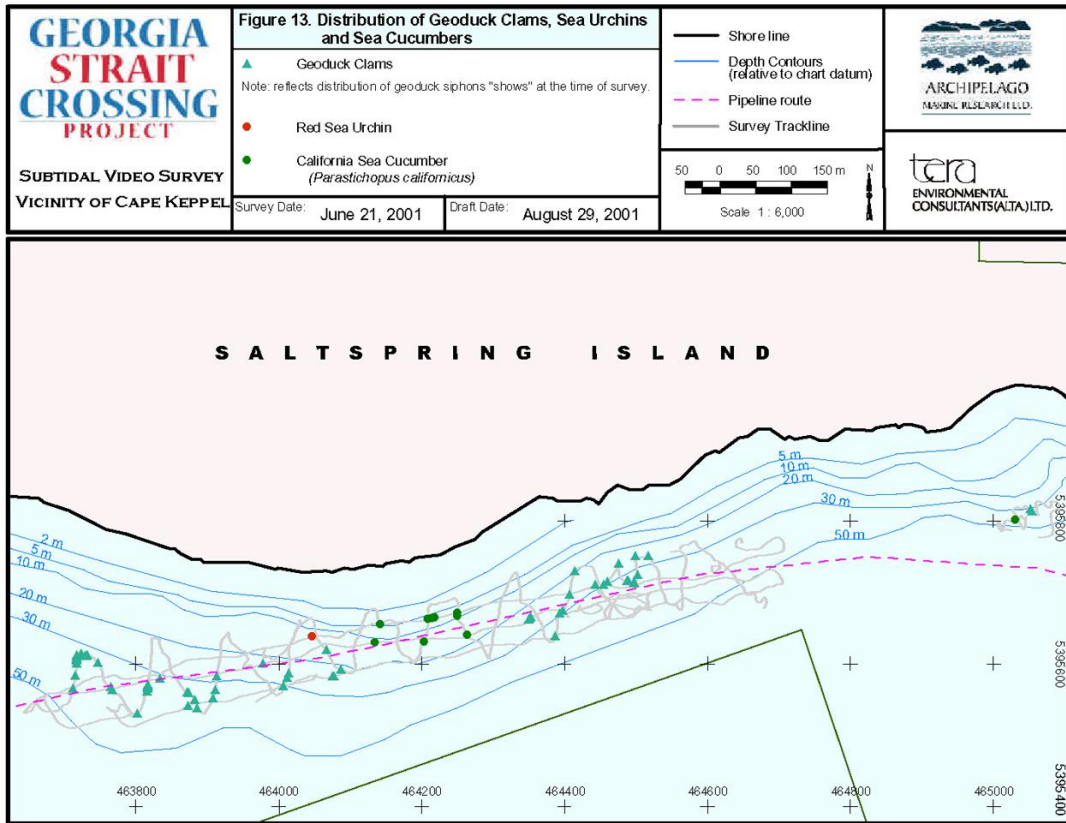 GEORGIA
STRAIT
CROSSING
PROJECT
SUBTIDAL VIDEO SURVEY
VICINITY OF CAPE KEPPEL
Figure 13. Distribution of Geoduck Clams, Sea Urchins
and Sea Cucumbers
Geoduck Clams
Note: reflects distribution of geoduck siphons "shows" at the time of survey.
Red Sea Urchin
California Sea Cucumber
(Parastichopus californicus)
Survey Date: June 21, 2001
Draft Date: August 29, 2001
Shore line
Depth Contours
(relative to chart datum)
Pipeline route
Survey Trackline
50 0 50 100 150 m
N
Scale 1 : 6,000
ARCHIPELAGO
MARINE RESEARCH LTD.
tera
ENVIRONMENTAL
CONSULTANTS (ALTA.) LTD.
SALTSPRING ISLAND
5 m
10 m
20 m
30 m
50 m
2 m
5 m
10 m
20 m
30 m
50 m
5395800
5395600
5395400
463800
464000
464200
464400
464600
464800
465000